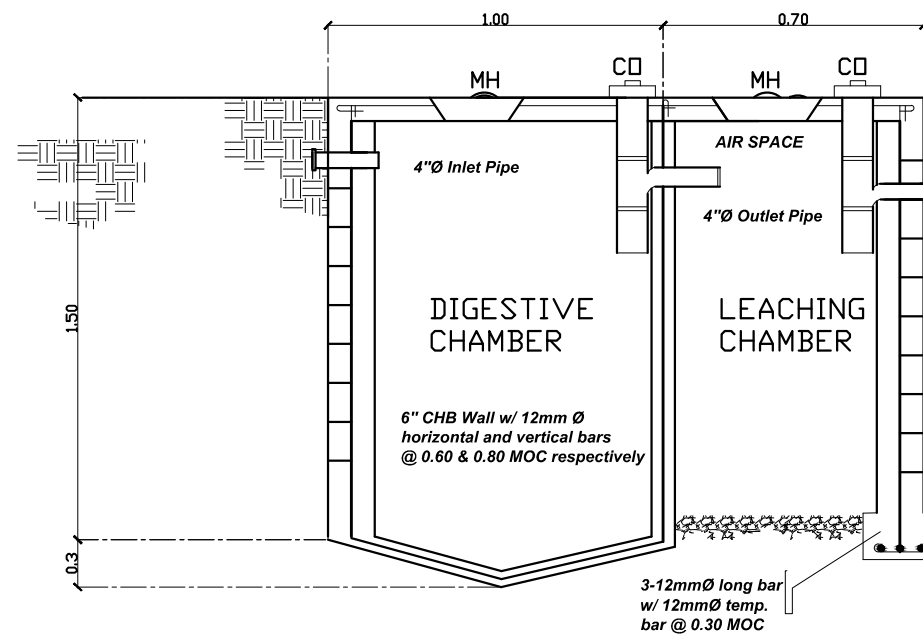 1.00
0.70
MH
CO
MH
CO
AIR SPACE
4"Ø Inlet Pipe
4"Ø Outlet Pipe
1.50
DIGESTIVE
CHAMBER
LEACHING
CHAMBER
6" CHB Wall w/ 12mm Ø
horizontal and vertical bars
@ 0.60 & 0.80 MOC respectively
0.3
3-12mmØ long bar
w/ 12mmØ temp.
bar @ 0.30 MOC